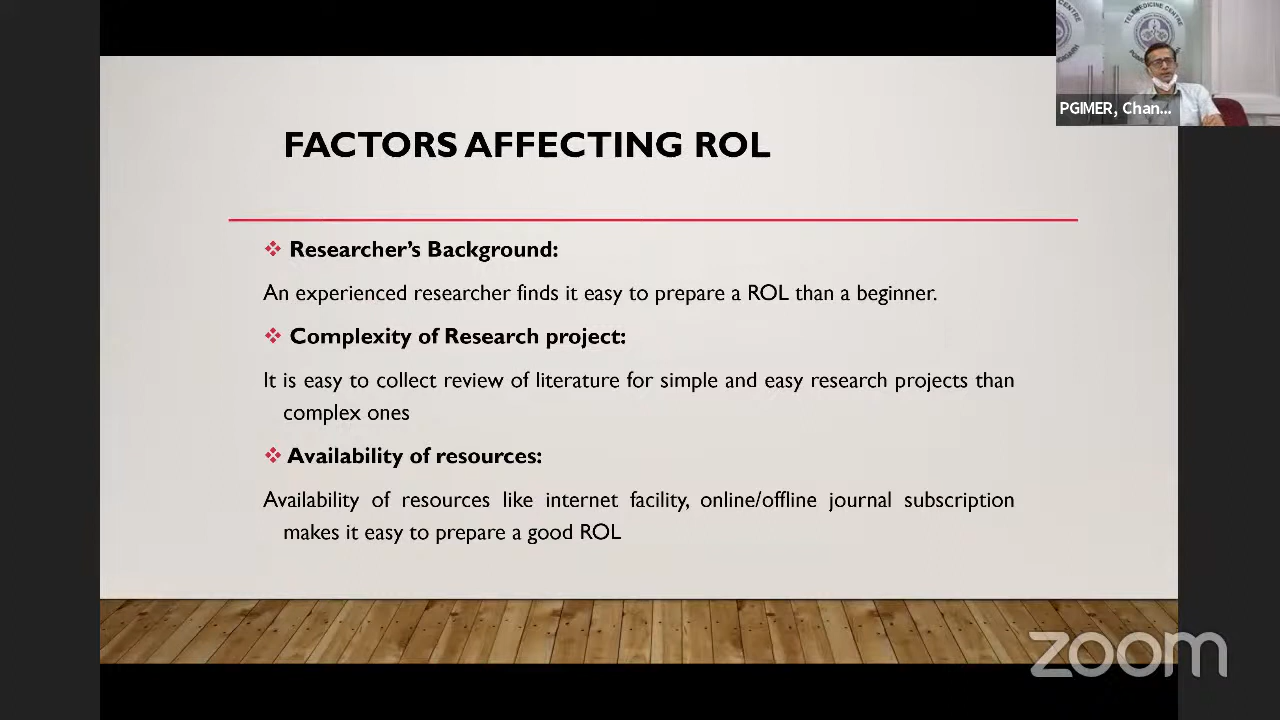 FACTORS AFFECTING ROL
❖ Researcher's Background:
An experienced researcher finds it easy to prepare a ROL than a beginner.
❖ Complexity of Research project:
It is easy to collect review of literature for simple and easy research projects than
complex ones
❖ Availability of resources:
Availability of resources like internet facility, online/offline journal subscription
makes it easy to prepare a good ROL
TELEMEDICINE CENTRE
PGIMER, Chan...
zoom